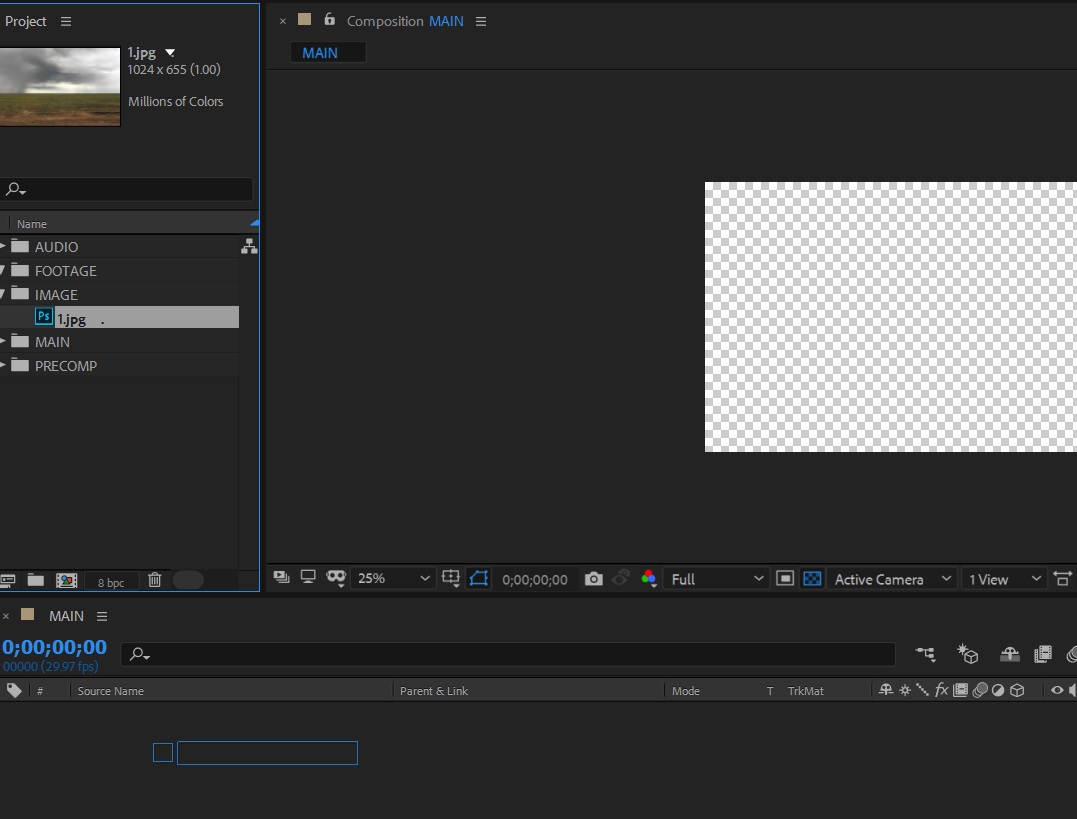 Project
1.jpg
1024 x 655 (1.00)
Millions of Colors
Name
AUDIO
FOOTAGE
IMAGE
Ps 1.jpg .
MAIN
PRECOMP
8 bpc
× Composition MAIN
MAIN
25% 0;00;00;00 Full Active Camera 1 View
× MAIN
0;00;00;00
00000 (29.97 fps)
# Source Name Parent & Link Mode T TrkMat fx